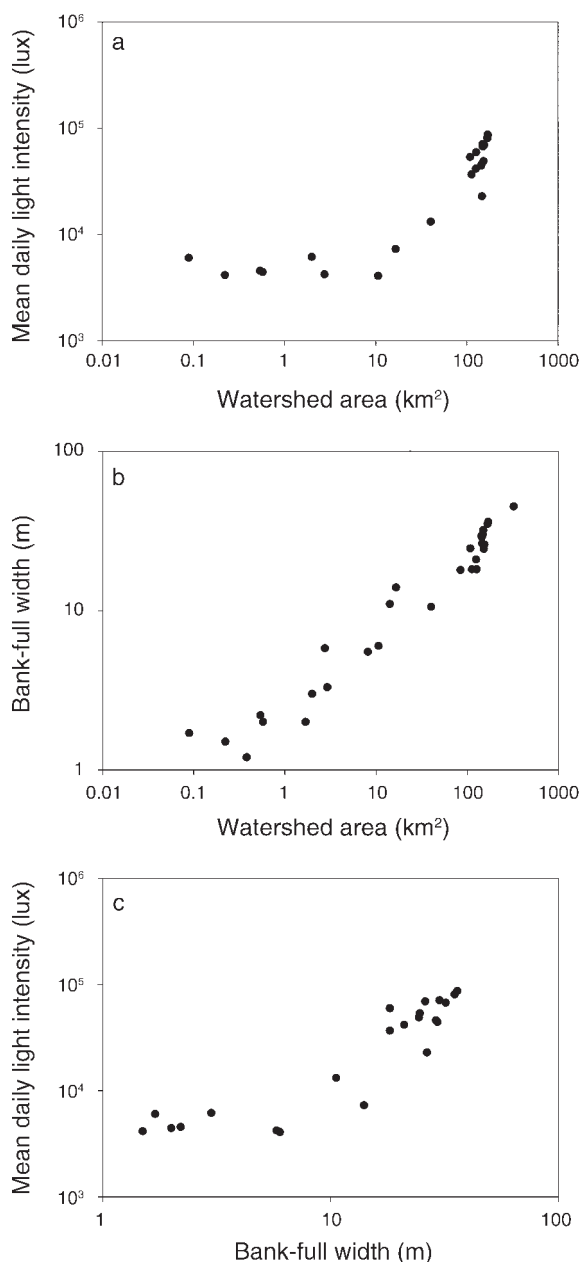 a
10⁶
10⁵
10⁴
10³
Mean daily light intensity (lux)
0.01 0.1 1 10 100 1000
Watershed area (km²)
b
100
10
1
Bank-full width (m)
0.01 0.1 1 10 100 1000
Watershed area (km²)
c
10⁶
10⁵
10⁴
10³
Mean daily light intensity (lux)
1 10 100
Bank-full width (m)